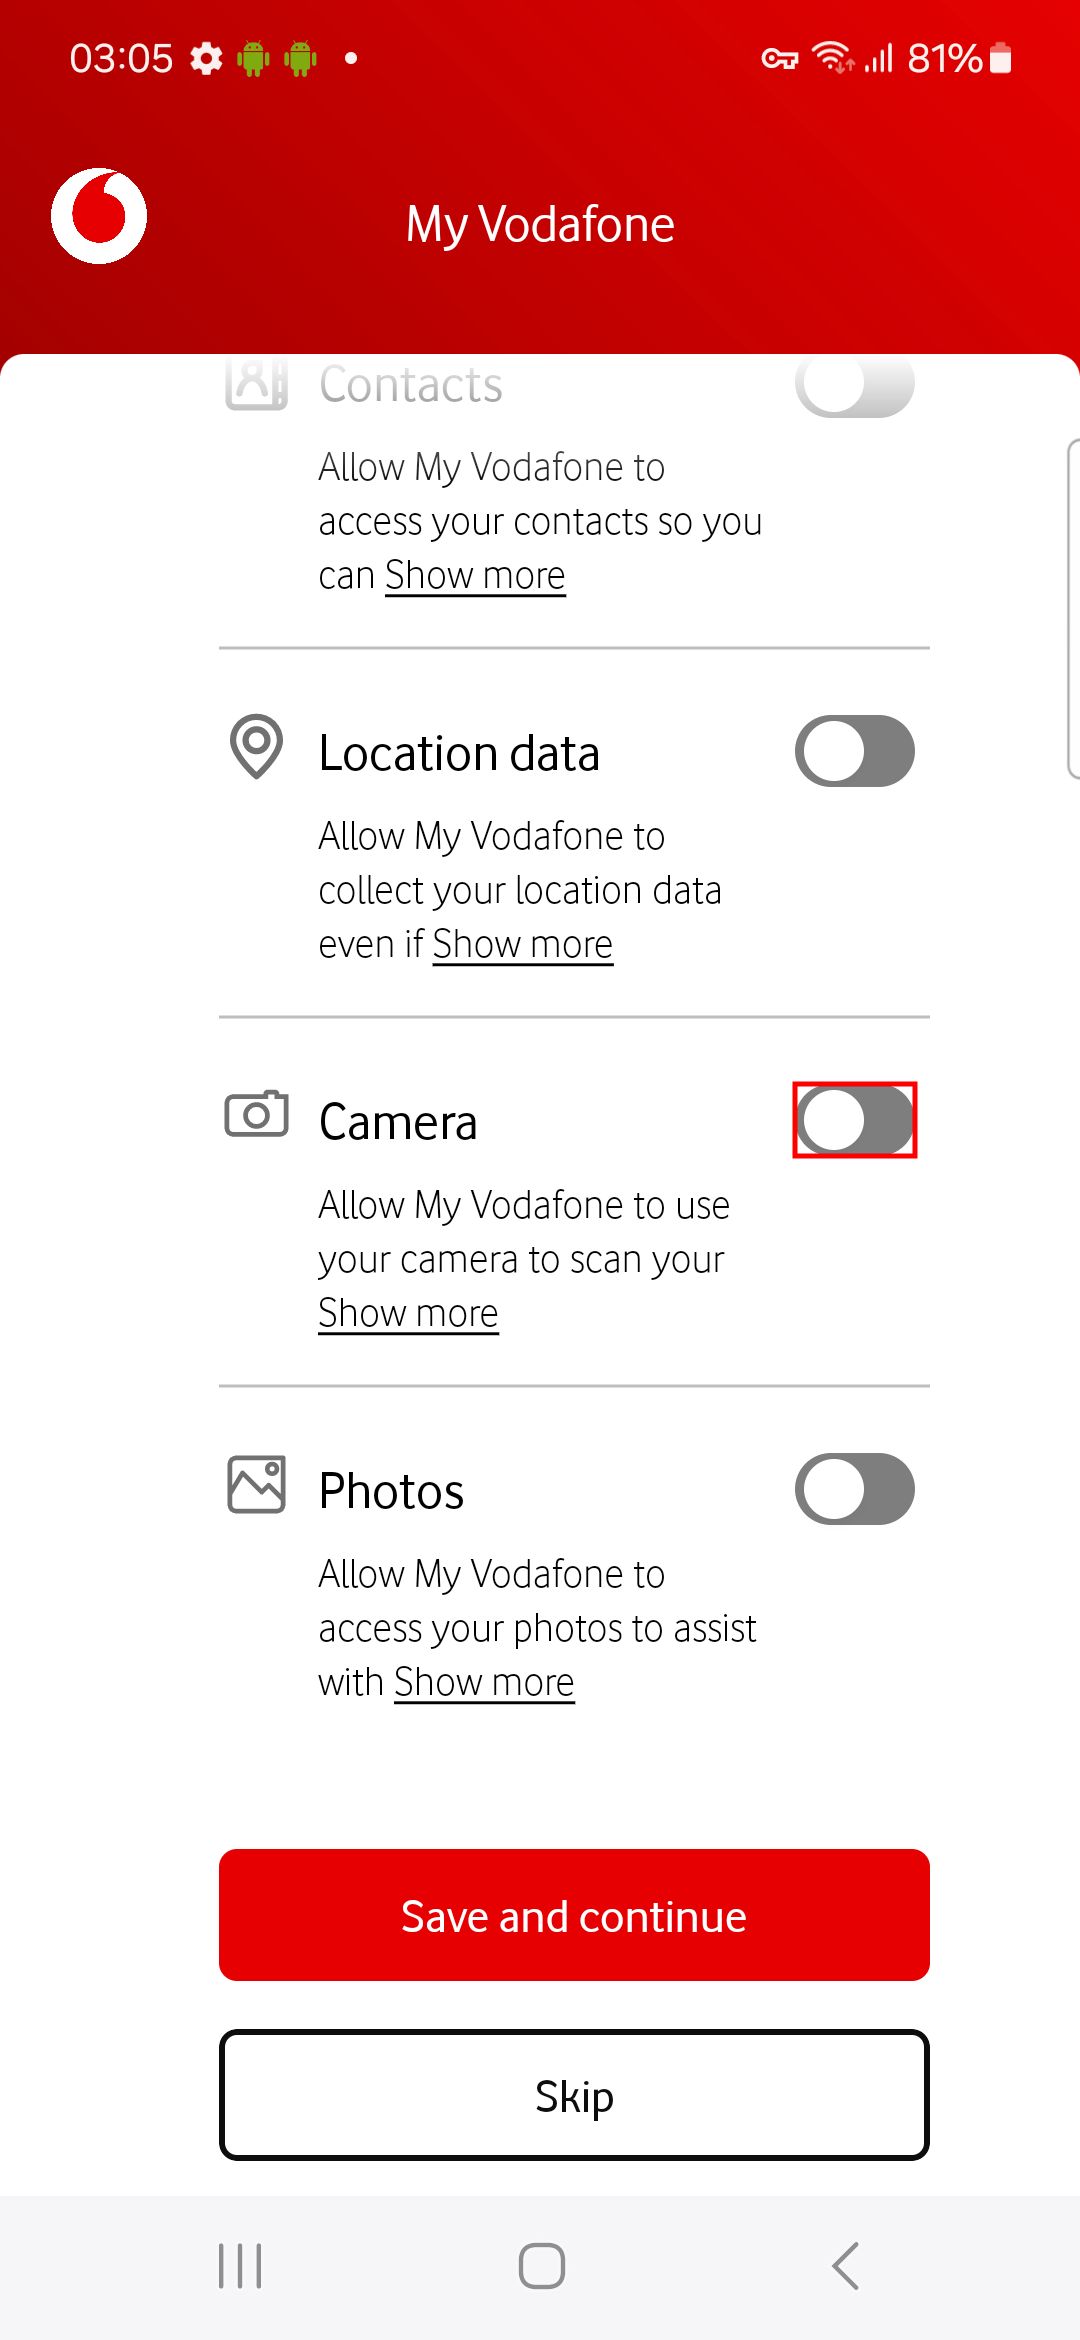 03:05
81%
My Vodafone
Contacts
Allow My Vodafone to
access your contacts so you
can Show more
Location data
Allow My Vodafone to
collect your location data
even if Show more
Camera
Allow My Vodafone to use
your camera to scan your
Show more
Photos
Allow My Vodafone to
access your photos to assist
with Show more
Save and continue
Skip